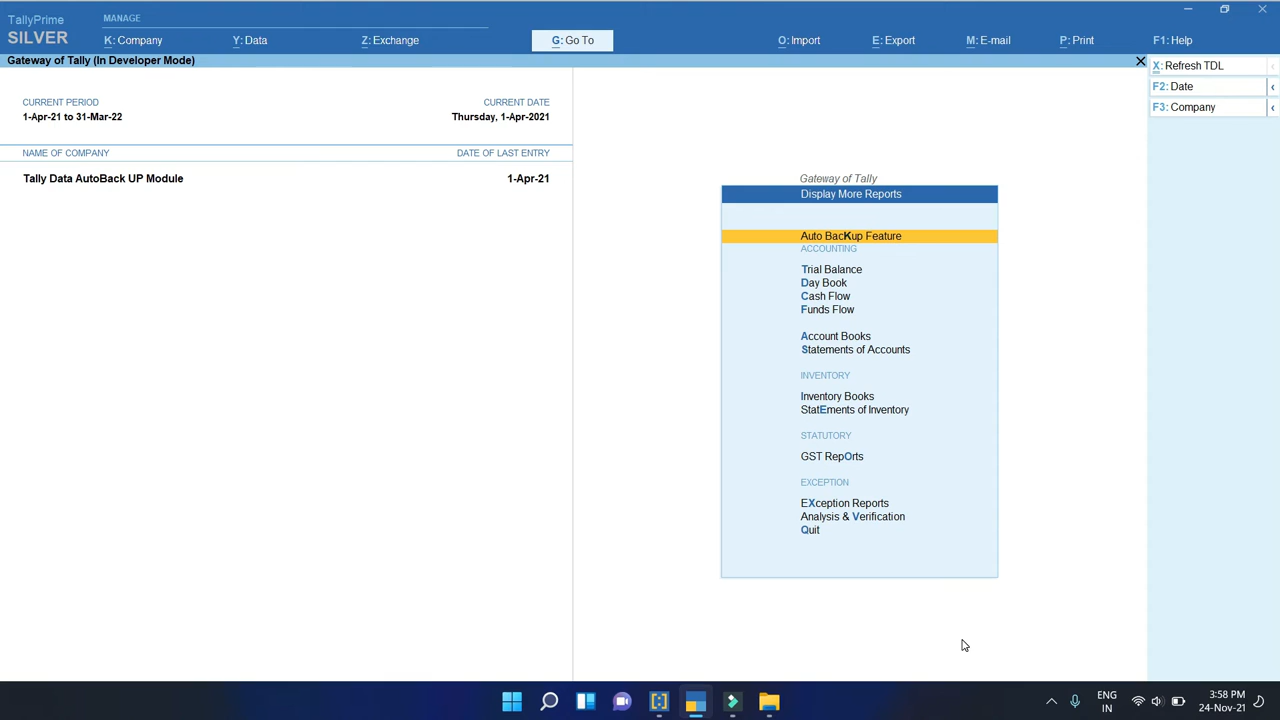 TallyPrime
SILVER
MANAGE
K: Company
Y: Data
Z: Exchange
G: Go To
O: Import
E: Export
M: E-mail
P: Print
F1: Help
Gateway of Tally (In Developer Mode)
X: Refresh TDL
F2: Date
F3: Company
CURRENT PERIOD
CURRENT DATE
1-Apr-21 to 31-Mar-22
Thursday, 1-Apr-2021
NAME OF COMPANY
DATE OF LAST ENTRY
Tally Data AutoBack UP Module
1-Apr-21
Gateway of Tally
Display More Reports
Auto BacKup Feature
ACCOUNTING
Trial Balance
Day Book
Cash Flow
Funds Flow
Account Books
Statements of Accounts
INVENTORY
Inventory Books
StatEments of Inventory
STATUTORY
GST RepOrts
EXCEPTION
EXception Reports
Analysis & Verification
Quit
ENG
IN
3:58 PM
24-Nov-21